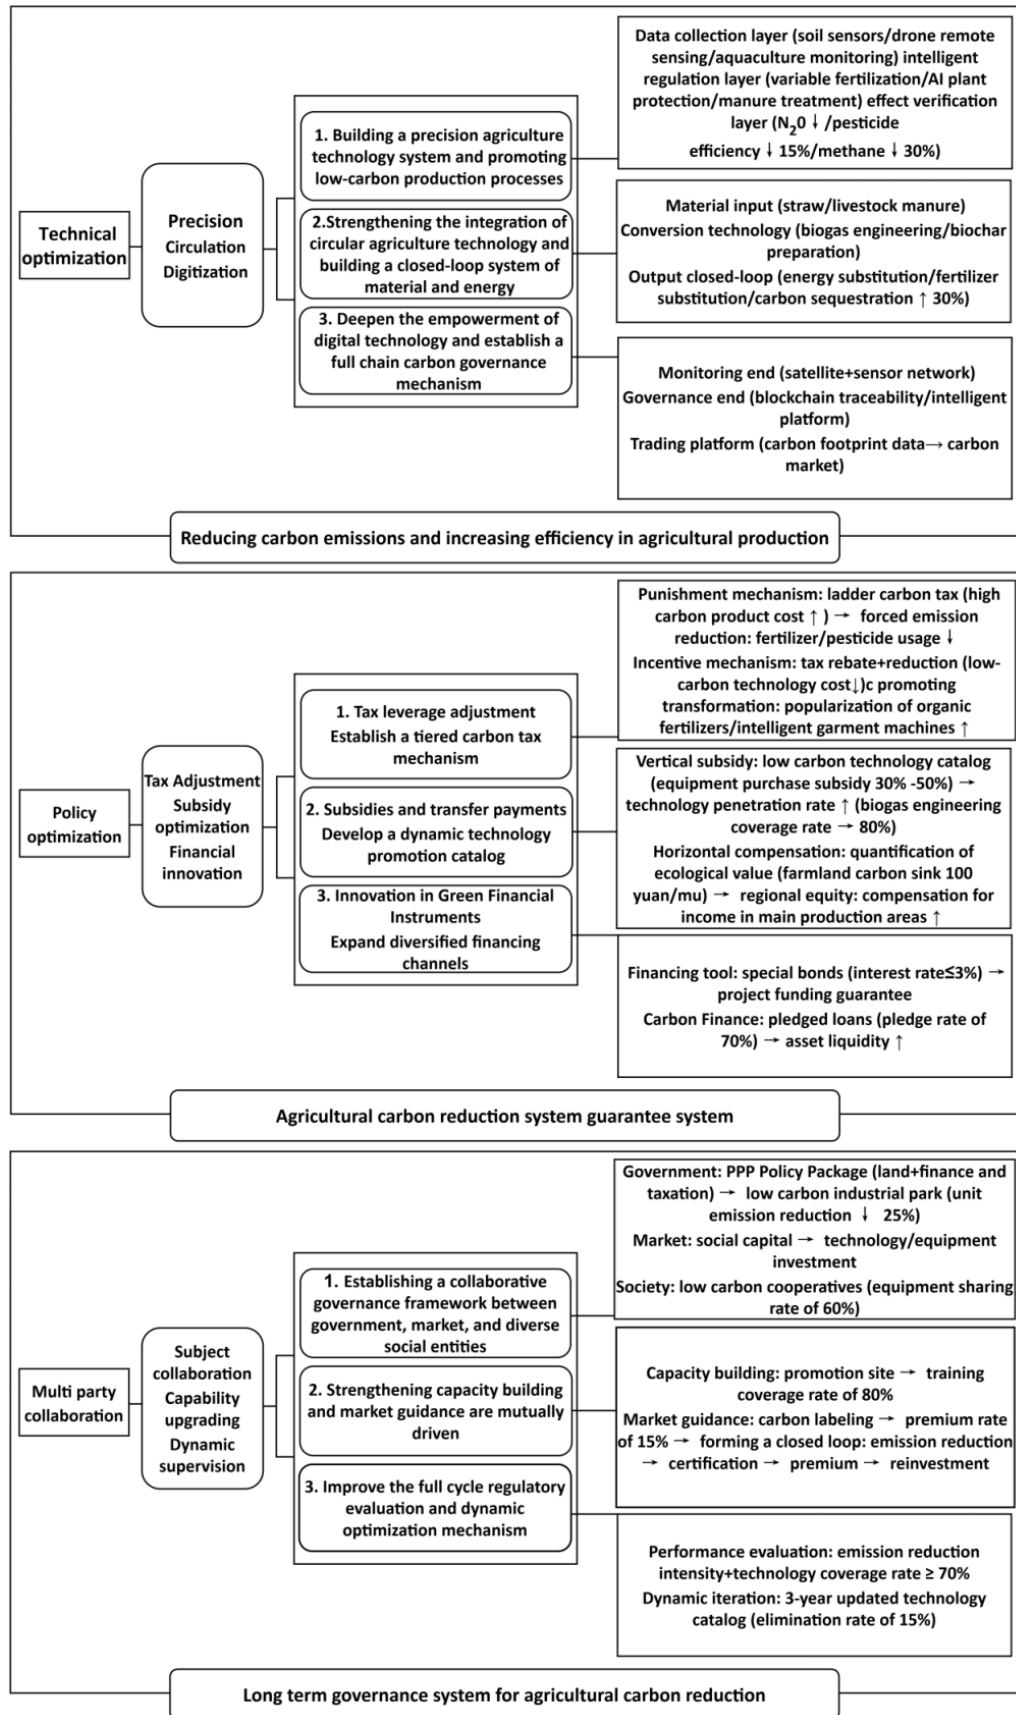 Technical
optimization
Precision
Circulation
Digitization
1. Building a precision agriculture
technology system and promoting
low-carbon production processes
2.Strengthening the integration of
circular agriculture technology and
building a closed-loop system of
material and energy
3. Deepen the empowerment of
digital technology and establish a
full chain carbon governance
mechanism
Data collection layer (soil sensors/drone remote
sensing/aquaculture monitoring) intelligent
regulation layer (variable fertilization/AI plant
protection/manure treatment) effect verification
layer (N₂0 ↓ /pesticide
efficiency ↓ 15%/methane ↓ 30%)
Material input (straw/livestock manure)
Conversion technology (biogas engineering/biochar
preparation)
Output closed-loop (energy substitution/fertilizer
substitution/carbon sequestration ↑ 30%)
Monitoring end (satellite+sensor network)
Governance end (blockchain traceability/intelligent
platform)
Trading platform (carbon footprint data→ carbon
market)
Reducing carbon emissions and increasing efficiency in agricultural production
Policy
optimization
Tax Adjustment
Subsidy
optimization
Financial
innovation
1. Tax leverage adjustment
Establish a tiered carbon tax
mechanism
2. Subsidies and transfer payments
Develop a dynamic technology
promotion catalog
3. Innovation in Green Financial
Instruments
Expand diversified financing
channels
Punishment mechanism: ladder carbon tax (high
carbon product cost ↑ ) → forced emission
reduction: fertilizer/pesticide usage ↓
Incentive mechanism: tax rebate+reduction (low-
carbon technology cost↓)c promoting
transformation: popularization of organic
fertilizers/intelligent garment machines ↑
Vertical subsidy: low carbon technology catalog
(equipment purchase subsidy 30% -50%) →
technology penetration rate ↑ (biogas engineering
coverage rate → 80%)
Horizontal compensation: quantification of
ecological value (farmland carbon sink 100
yuan/mu) → regional equity: compensation for
income in main production areas ↑
Financing tool: special bonds (interest rate≤3%) →
project funding guarantee
Carbon Finance: pledged loans (pledge rate of
70%) → asset liquidity ↑
Agricultural carbon reduction system guarantee system
Multi party
collaboration
Subject
collaboration
Capability
upgrading
Dynamic
supervision
1. Establishing a collaborative
governance framework between
government, market, and diverse
social entities
2. Strengthening capacity building
and market guidance are mutually
driven
3. Improve the full cycle regulatory
evaluation and dynamic
optimization mechanism
Government: PPP Policy Package (land+finance and
taxation) → low carbon industrial park (unit
emission reduction ↓ 25%)
Market: social capital → technology/equipment
investment
Society: low carbon cooperatives (equipment sharing
rate of 60%)
Capacity building: promotion site → training
coverage rate of 80%
Market guidance: carbon labeling → premium rate
of 15% → forming a closed loop: emission reduction
→ certification → premium → reinvestment
Performance evaluation: emission reduction
intensity+technology coverage rate ≥ 70%
Dynamic iteration: 3-year updated technology
catalog (elimination rate of 15%)
Long term governance system for agricultural carbon reduction